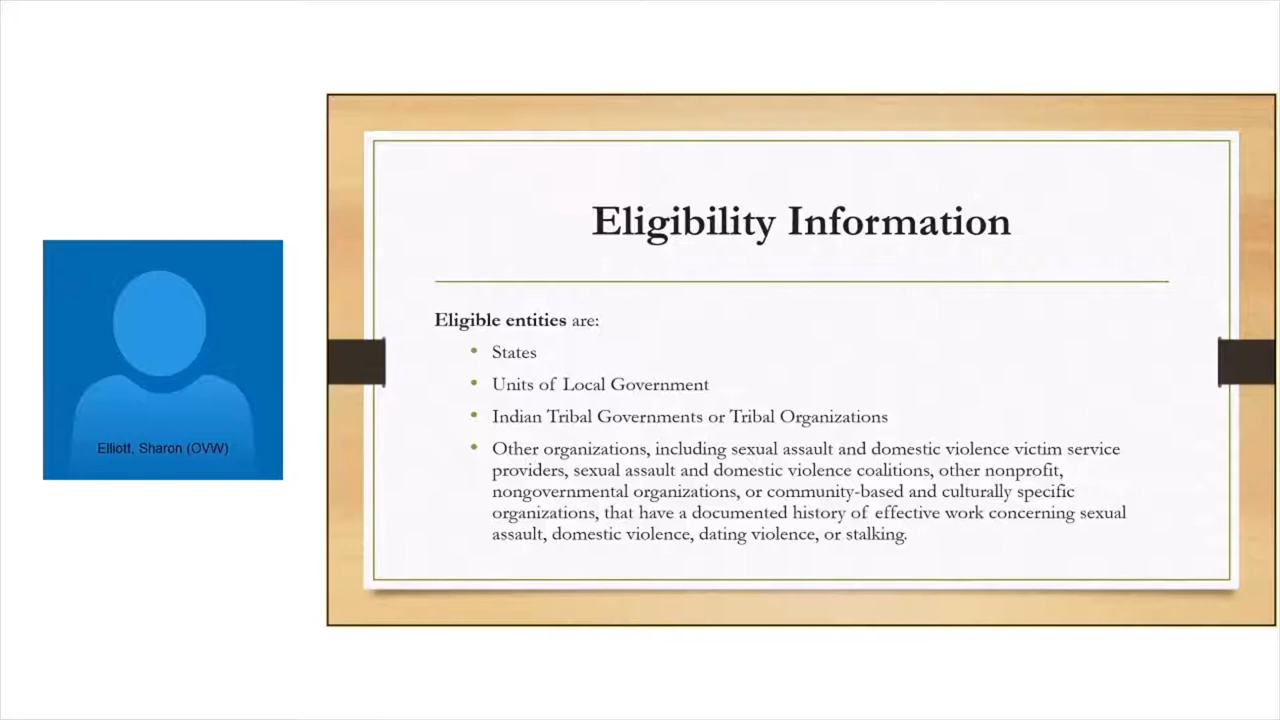 Eligibility Information
Eligible entities are:
• States
• Units of Local Government
• Indian Tribal Governments or Tribal Organizations
• Other organizations, including sexual assault and domestic violence victim service
providers, sexual assault and domestic violence coalitions, other nonprofit,
nongovernmental organizations, or community-based and culturally specific
organizations, that have a documented history of effective work concerning sexual
assault, domestic violence, dating violence, or stalking.
Elliott, Sharon (OVW)